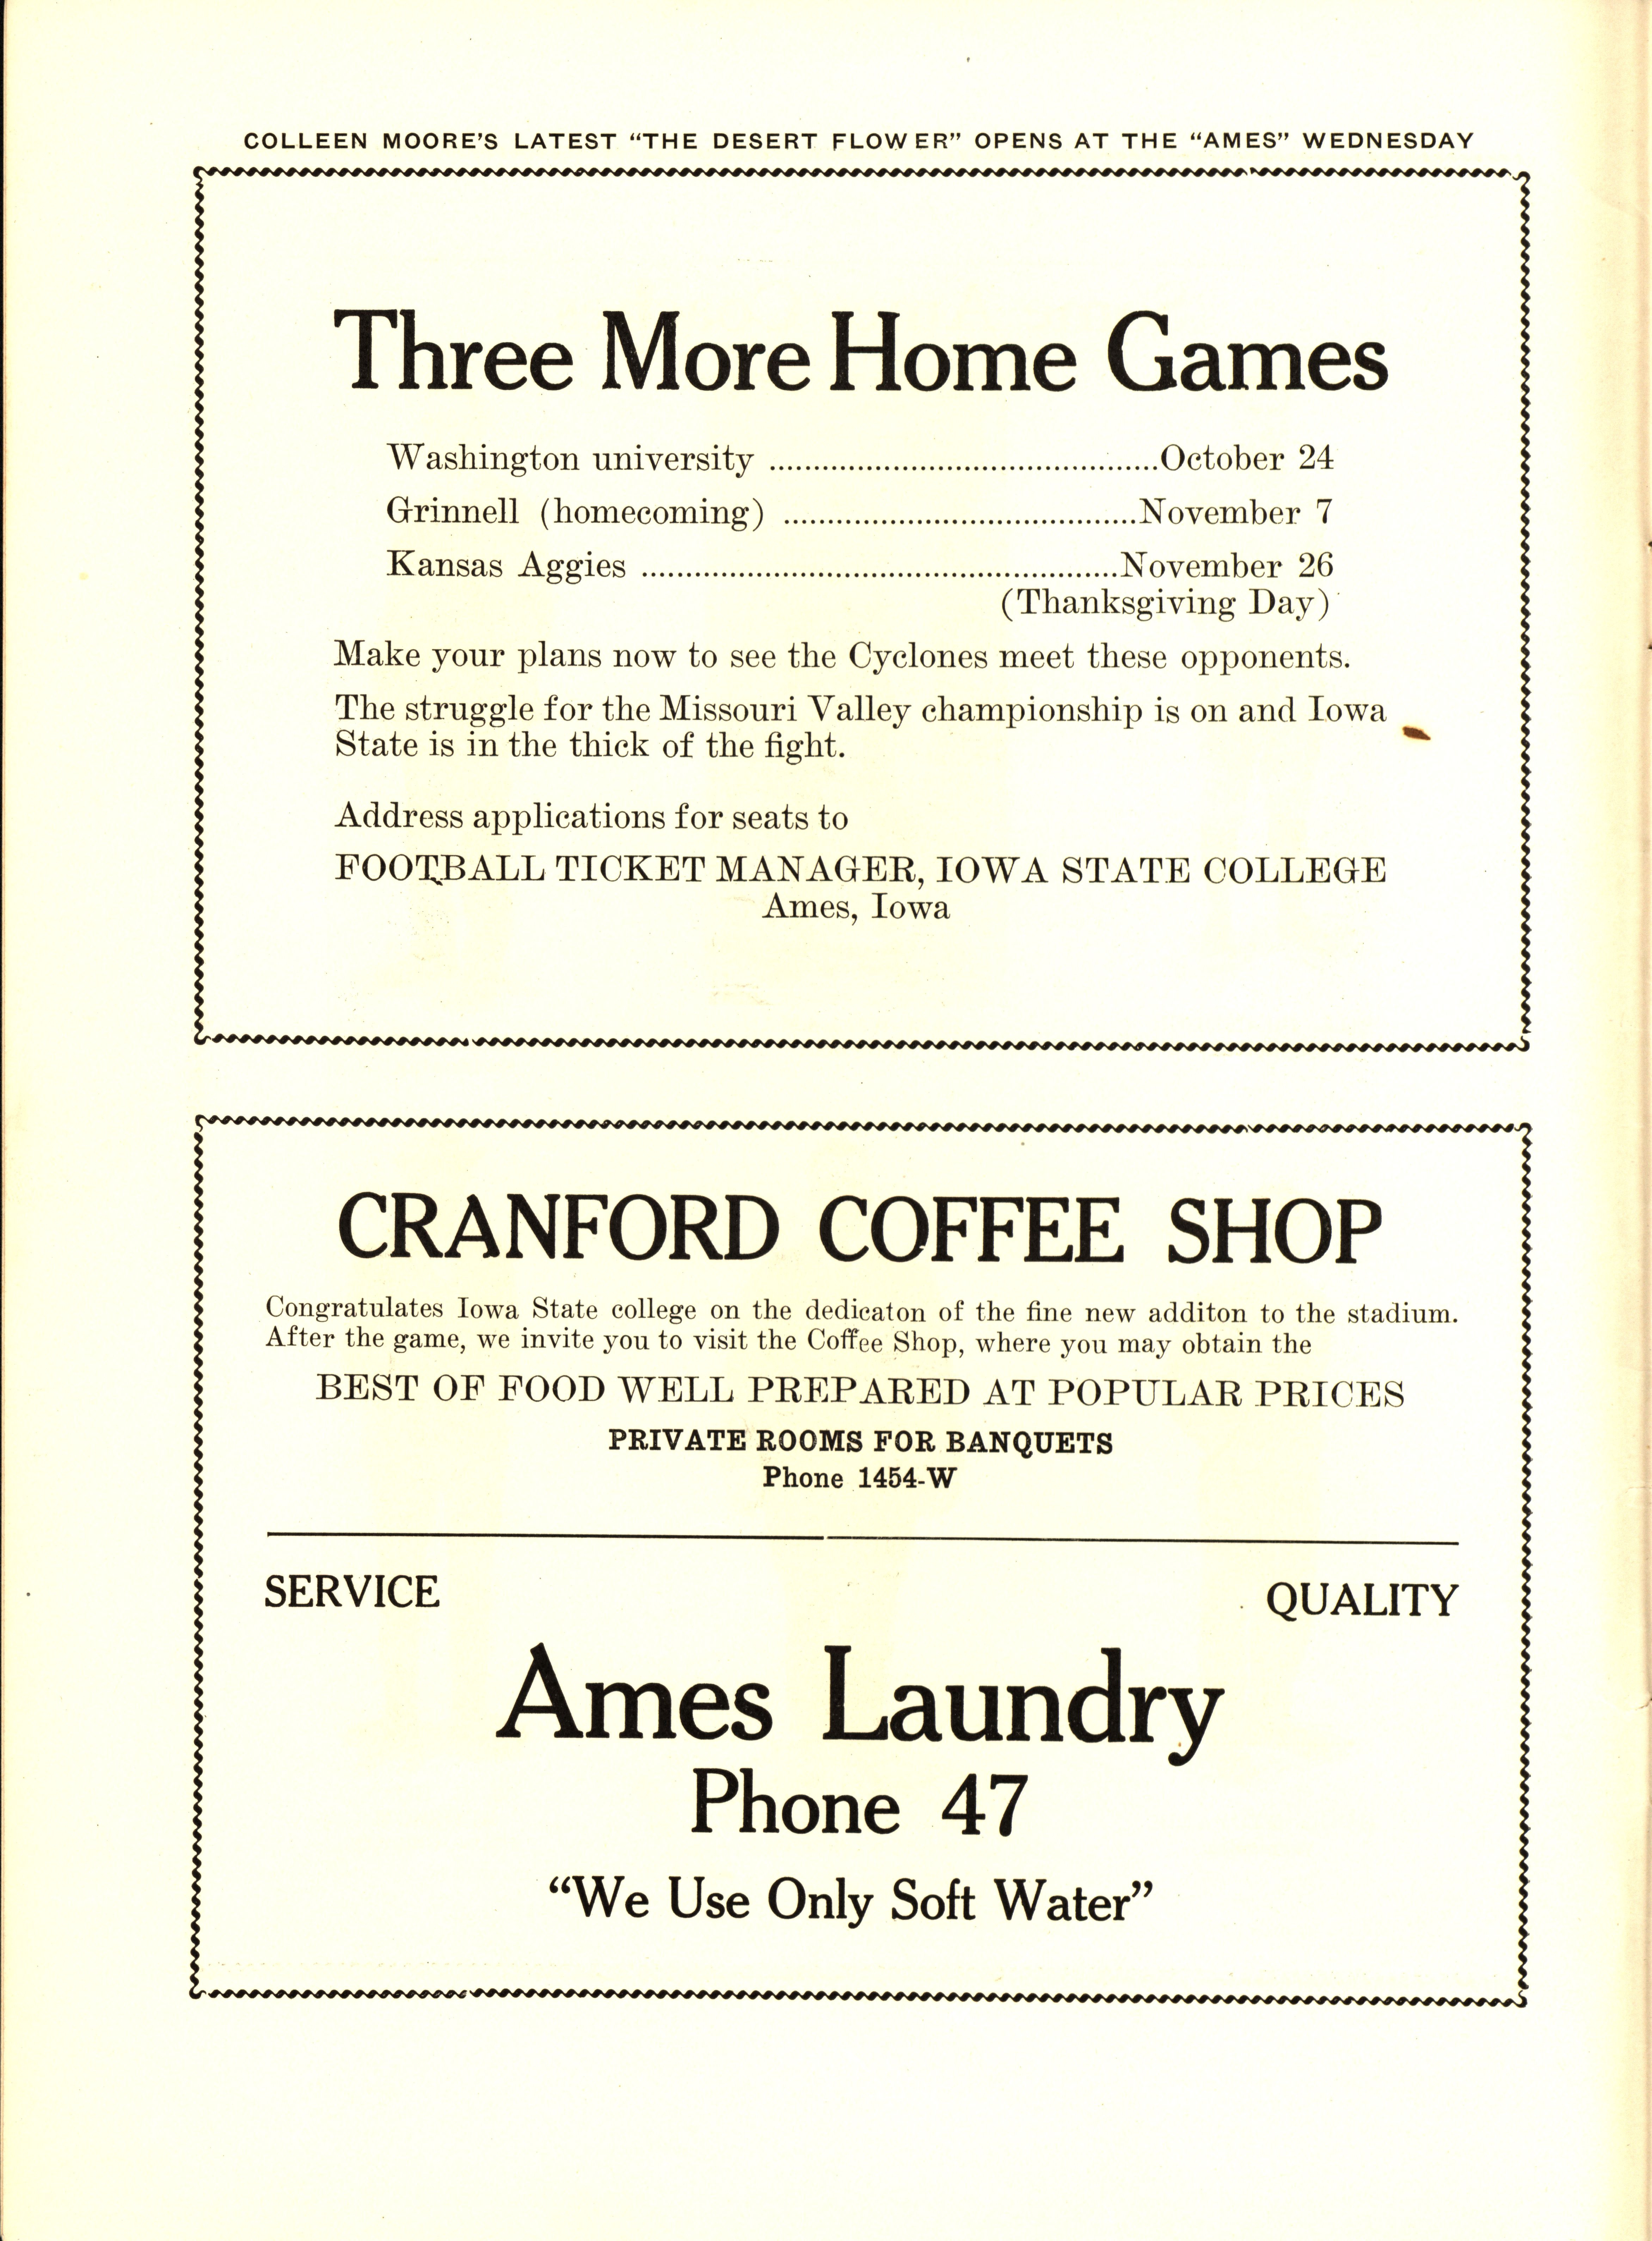 COLLEEN MOORE'S LATEST “THE DESERT FLOWER” OPENS AT THE “AMES” WEDNESDAY
Three More Home Games
Washington university ............................................October 24
Grinnell (homecoming) ........................................November 7
Kansas Aggies ......................................................November 26
(Thanksgiving Day)
Make your plans now to see the Cyclones meet these opponents.
The struggle for the Missouri Valley championship is on and Iowa
State is in the thick of the fight.
Address applications for seats to
FOOTBALL TICKET MANAGER, IOWA STATE COLLEGE
Ames, Iowa
CRANFORD COFFEE SHOP
Congratulates Iowa State college on the dedicaton of the fine new additon to the stadium.
After the game, we invite you to visit the Coffee Shop, where you may obtain the
BEST OF FOOD WELL PREPARED AT POPULAR PRICES
PRIVATE ROOMS FOR BANQUETS
Phone 1454-W
SERVICE QUALITY
Ames Laundry
Phone 47
“We Use Only Soft Water”